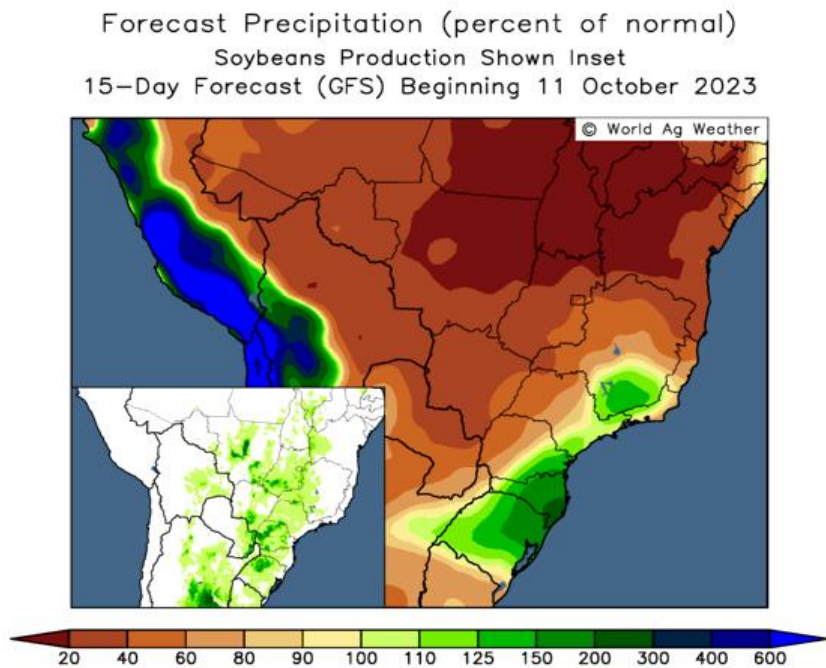 Forecast Precipitation (percent of normal)
Soybeans Production Shown Inset
15-Day Forecast (GFS) Beginning 11 October 2023
© World Ag Weather
20 40 60 80 90 100 110 125 150 200 300 400 600